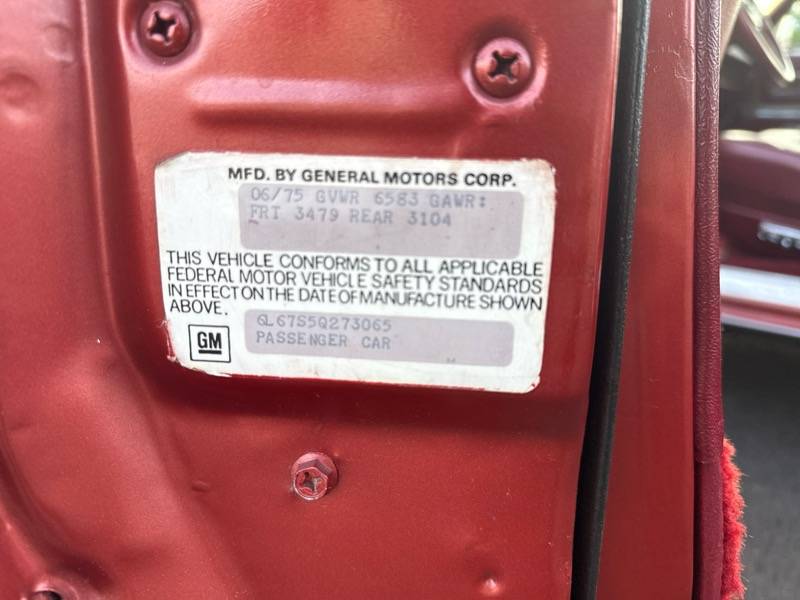 MFD. BY GENERAL MOTORS CORP.
06/75 GVWR 6583 GAWR:
FRT 3479 REAR 3104
THIS VEHICLE CONFORMS TO ALL APPLICABLE
FEDERAL MOTOR VEHICLE SAFETY STANDARDS
IN EFFECT ON THE DATE OF MANUFACTURE SHOWN
ABOVE.
6L67S5Q273065
PASSENGER CAR
GM